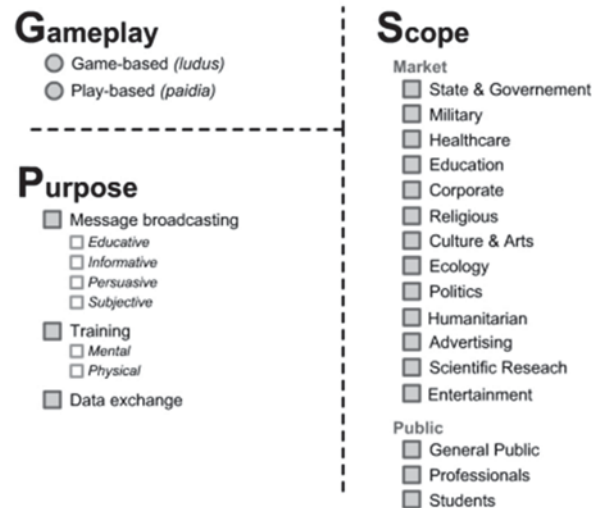 Gameplay
Game-based (ludus)
Play-based (paidia)
Purpose
Message broadcasting
Educative
Informative
Persuasive
Subjective
Training
Mental
Physical
Data exchange
Scope
Market
State & Governement
Military
Healthcare
Education
Corporate
Religious
Culture & Arts
Ecology
Politics
Humanitarian
Advertising
Scientific Reseach
Entertainment
Public
General Public
Professionals
Students